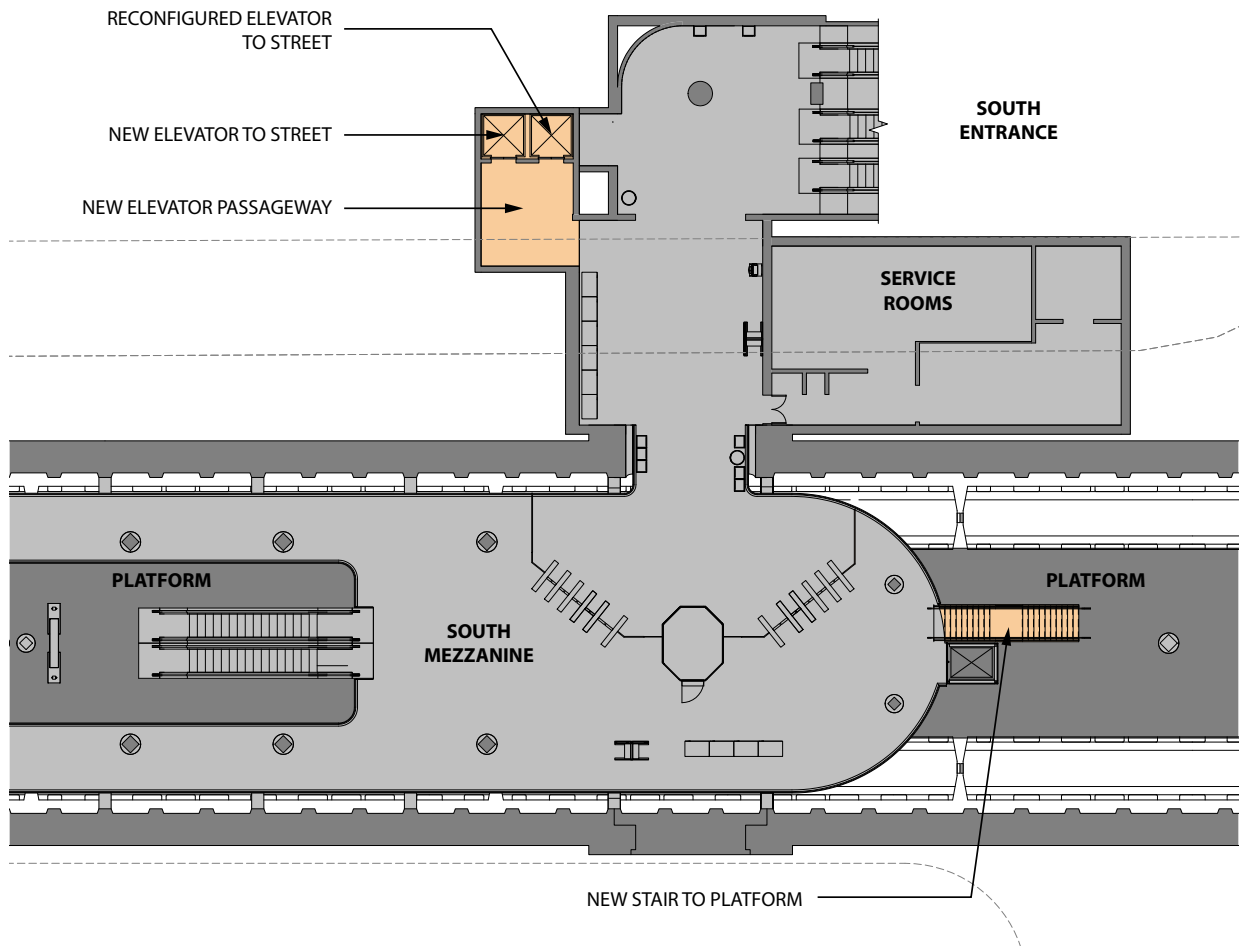 RECONFIGURED ELEVATOR
TO STREET
NEW ELEVATOR TO STREET
NEW ELEVATOR PASSAGEWAY
SOUTH
ENTRANCE
SERVICE
ROOMS
PLATFORM
SOUTH
MEZZANINE
PLATFORM
NEW STAIR TO PLATFORM